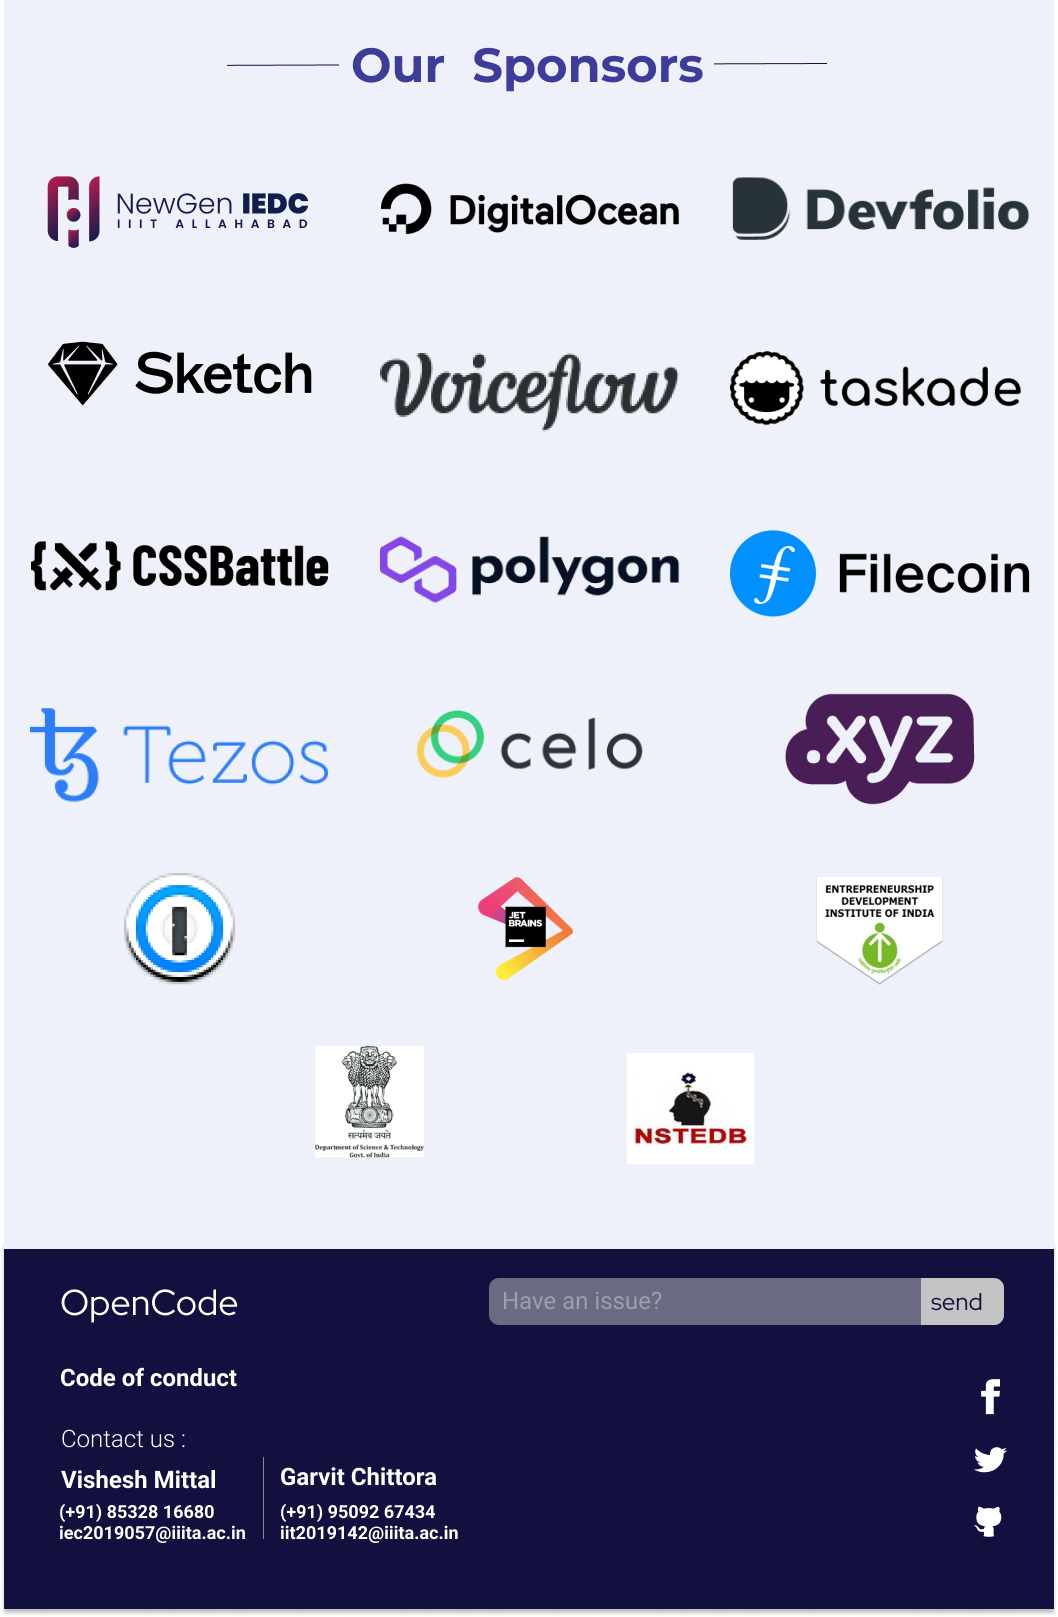 Our Sponsors
NewGen IEDC
IIIT ALLAHABAD
DigitalOcean
Devfolio
Sketch
Voiceflow
taskade
{ } CSSBattle
polygon
Filecoin
Tezos
celo
.xyz
JET
BRAINS
ENTREPRENEURSHIP
DEVELOPMENT
INSTITUTE OF INDIA
सत्यमेव जयते
Department of Science & Technology
Govt. of India
NSTEDB
OpenCode
Have an issue?
send
Code of conduct
Contact us :
Vishesh Mittal
(+91) 85328 16680
iec2019057@iiita.ac.in
Garvit Chittora
(+91) 95092 67434
iit2019142@iiita.ac.in